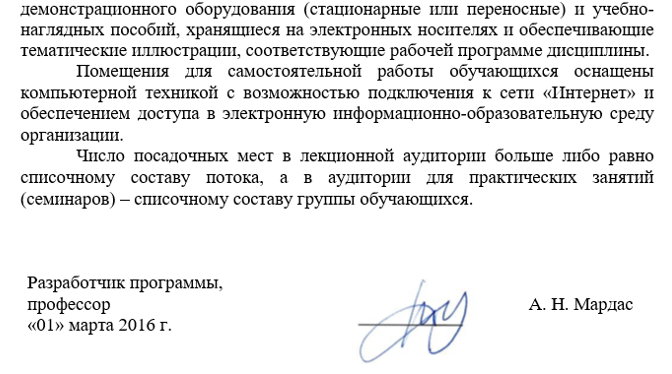 демонстрационного оборудования (стационарные или переносные) и учебно-
наглядных пособий, хранящиеся на электронных носителях и обеспечивающие
тематические иллюстрации, соответствующие рабочей программе дисциплины.
Помещения для самостоятельной работы обучающихся оснащены
компьютерной техникой с возможностью подключения к сети «Интернет» и
обеспечением доступа в электронную информационно-образовательную среду
организации.
Число посадочных мест в лекционной аудитории больше либо равно
списочному составу потока, а в аудитории для практических занятий
(семинаров) – списочному составу группы обучающихся.
Разработчик программы,
профессор
А. Н. Мардас
«01» марта 2016 г.